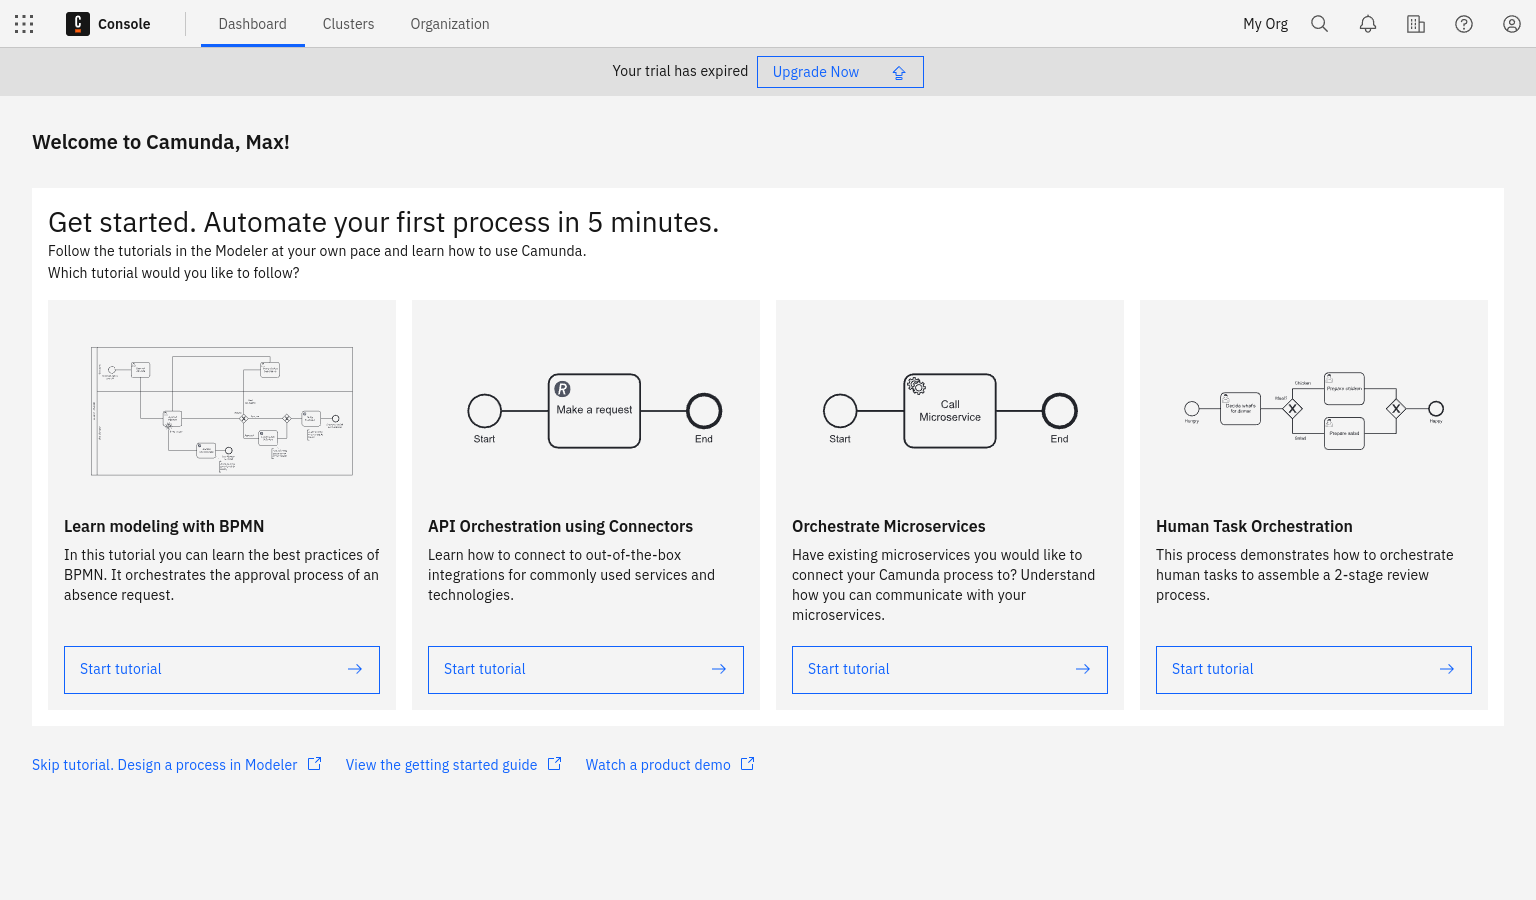 Console
Dashboard
Clusters
Organization
My Org
Your trial has expired
Upgrade Now
Welcome to Camunda, Max!
Get started. Automate your first process in 5 minutes.
Follow the tutorials in the Modeler at your own pace and learn how to use Camunda.
Which tutorial would you like to follow?
Learn modeling with BPMN
In this tutorial you can learn the best practices of
BPMN. It orchestrates the approval process of an
absence request.
Start tutorial
R
Make a request
Start
End
API Orchestration using Connectors
Learn how to connect to out-of-the-box
integrations for commonly used services and
technologies.
Start tutorial
Call
Microservice
Start
End
Orchestrate Microservices
Have existing microservices you would like to
connect your Camunda process to? Understand
how you can communicate with your
microservices.
Start tutorial
Hungry
Decide what's
for dinner
Chicken
Prepare chicken
Salad
Prepare salad
Happy
Human Task Orchestration
This process demonstrates how to orchestrate
human tasks to assemble a 2-stage review
process.
Start tutorial
Skip tutorial. Design a process in Modeler
View the getting started guide
Watch a product demo